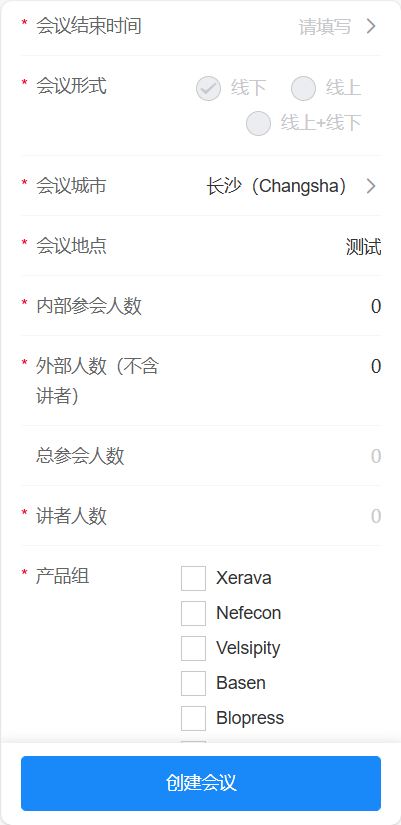 * 会议结束时间 请填写
* 会议形式 线下 线上
线上+线下
* 会议城市 长沙（Changsha）
* 会议地点 测试
* 内部参会人数 0
* 外部人数（不含 0
讲者）
总参会人数 0
* 讲者人数 0
* 产品组 Xerava
Nefecon
Velsipity
Basen
Blopress
创建会议